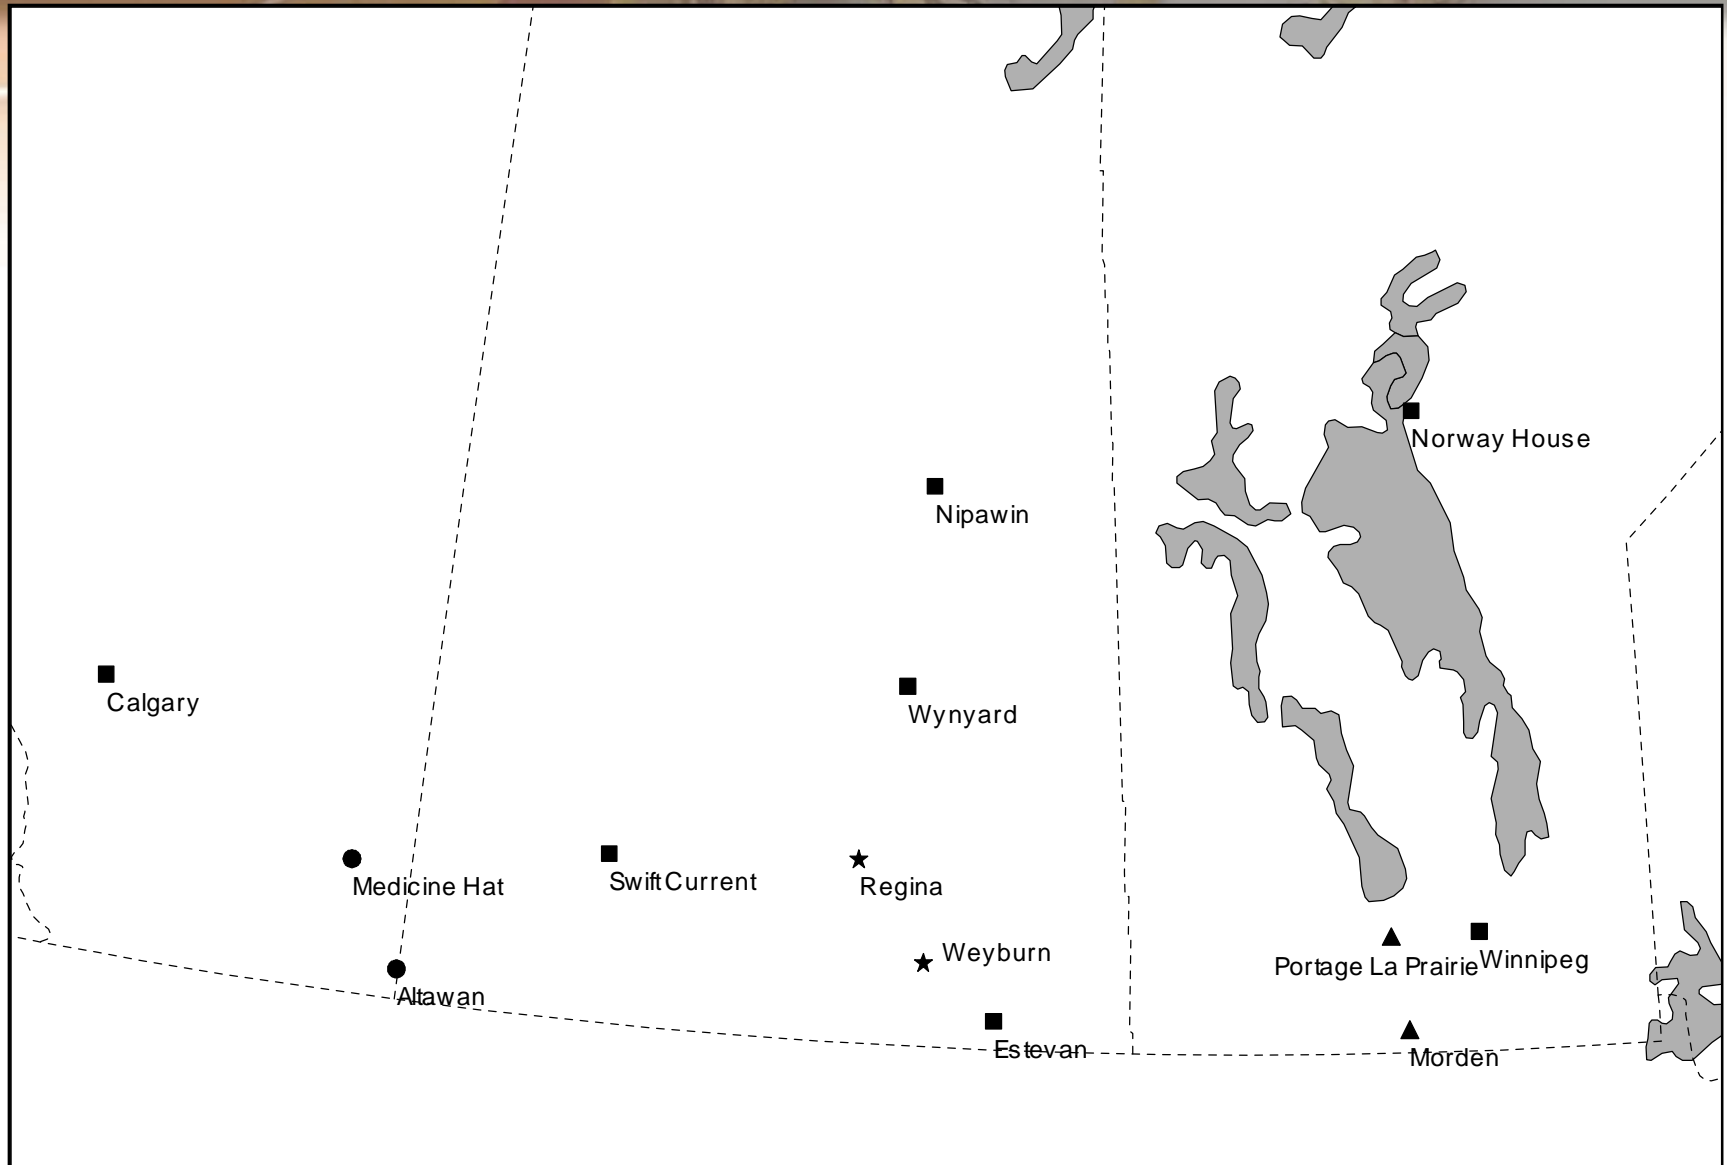 Norway House
Nipawin
Calgary
Wynyard
Medicine Hat
Swift Current
Regina
Weyburn
Portage La Prairie
Winnipeg
Altawan
Estevan
Morden